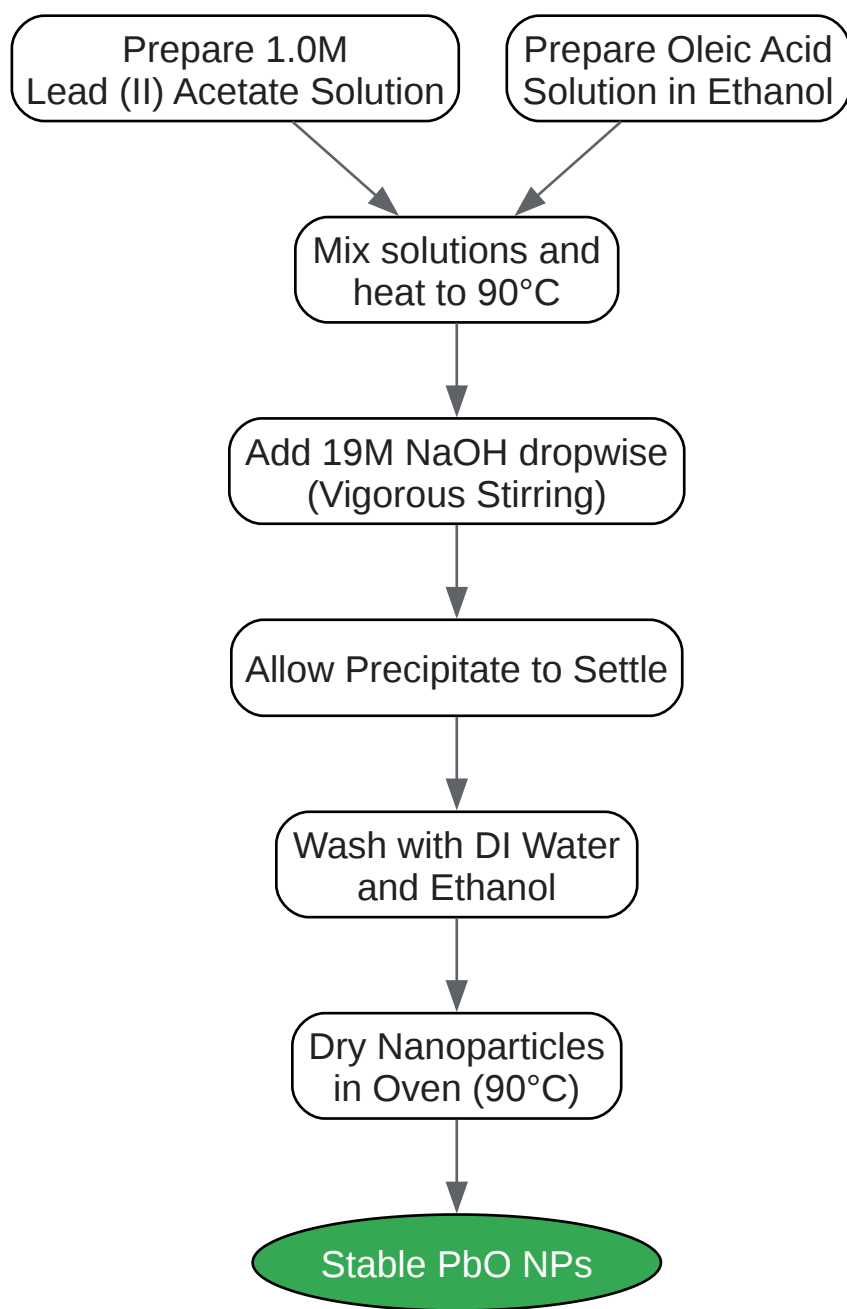 Prepare 1.0M
Lead (II) Acetate Solution
Prepare Oleic Acid
Solution in Ethanol
Mix solutions and
heat to 90°C
Add 19M NaOH dropwise
(Vigorous Stirring)
Allow Precipitate to Settle
Wash with DI Water
and Ethanol
Dry Nanoparticles
in Oven (90°C)
Stable PbO NPs